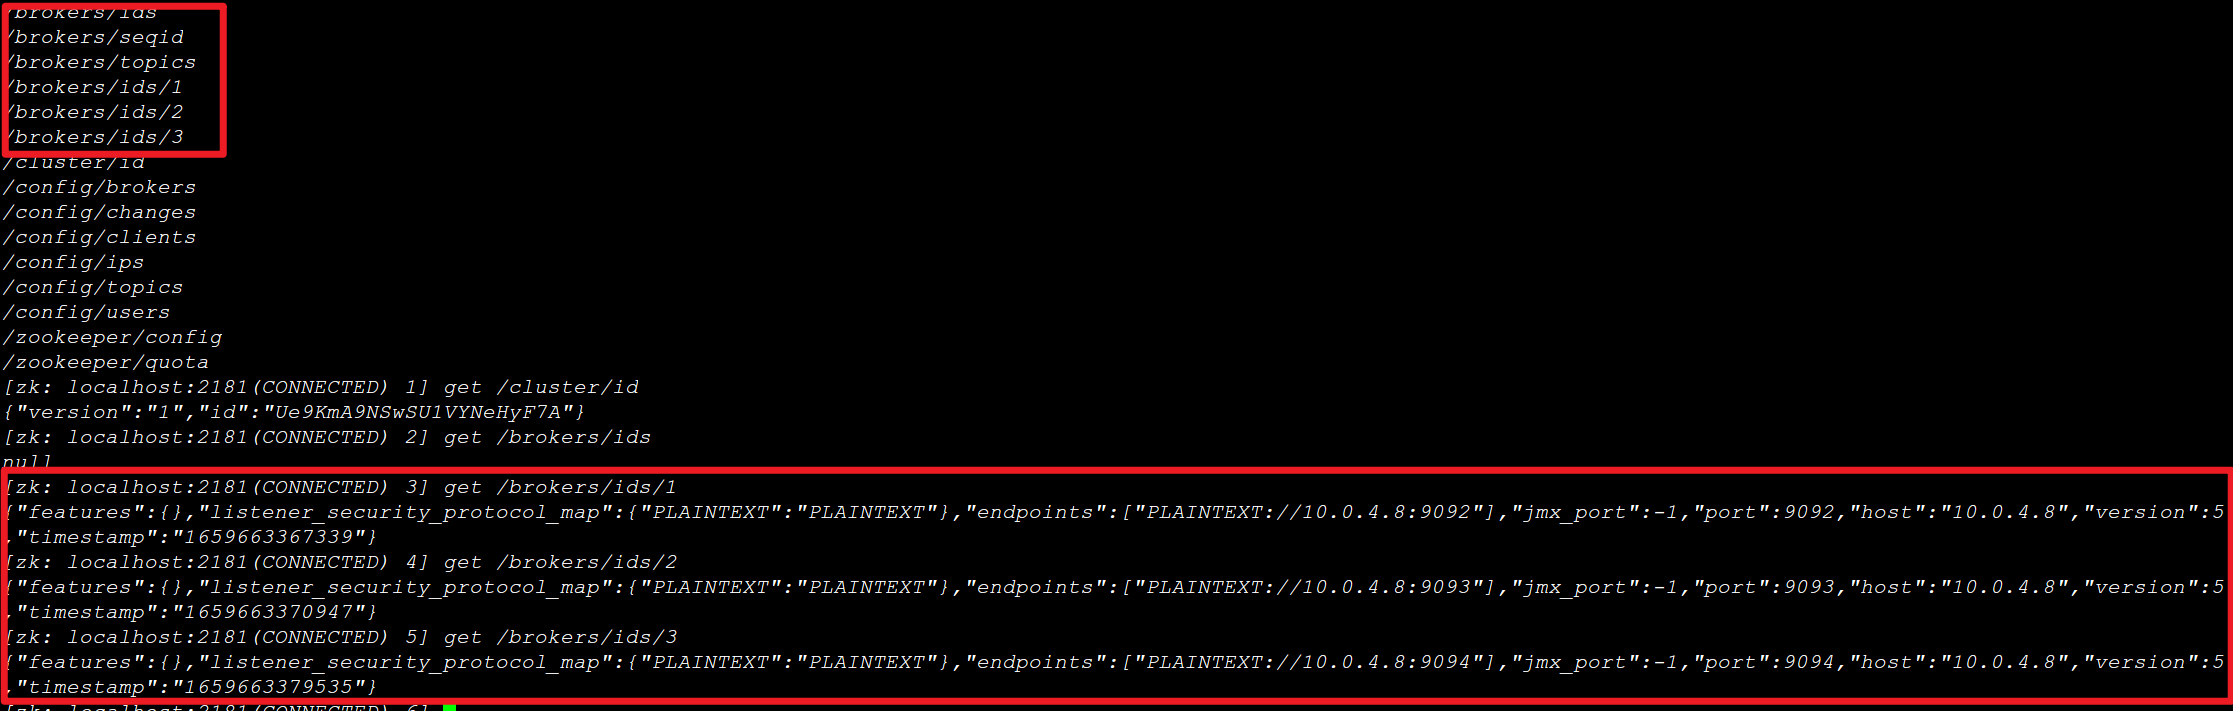 /brokers/ids
/brokers/seqid
/brokers/topics
/brokers/ids/1
/brokers/ids/2
/brokers/ids/3
/cluster/id
/config/brokers
/config/changes
/config/clients
/config/ips
/config/topics
/config/users
/zookeeper/config
/zookeeper/quota
[zk: localhost:2181(CONNECTED) 1] get /cluster/id
{"version":"1","id":"Ue9KmA9NSwSU1VYNeHyF7A"}
[zk: localhost:2181(CONNECTED) 2] get /brokers/ids
null
[zk: localhost:2181(CONNECTED) 3] get /brokers/ids/1
{"features":{},"listener_security_protocol_map":{"PLAINTEXT":"PLAINTEXT"},"endpoints":["PLAINTEXT://10.0.4.8:9092"],"jmx_port":-1,"port":9092,"host":"10.0.4.8","version":5
,"timestamp":"1659663367339"}
[zk: localhost:2181(CONNECTED) 4] get /brokers/ids/2
{"features":{},"listener_security_protocol_map":{"PLAINTEXT":"PLAINTEXT"},"endpoints":["PLAINTEXT://10.0.4.8:9093"],"jmx_port":-1,"port":9093,"host":"10.0.4.8","version":5
,"timestamp":"1659663370947"}
[zk: localhost:2181(CONNECTED) 5] get /brokers/ids/3
{"features":{},"listener_security_protocol_map":{"PLAINTEXT":"PLAINTEXT"},"endpoints":["PLAINTEXT://10.0.4.8:9094"],"jmx_port":-1,"port":9094,"host":"10.0.4.8","version":5
,"timestamp":"1659663379535"}
[zk: localhost:2181(CONNECTED) 6]